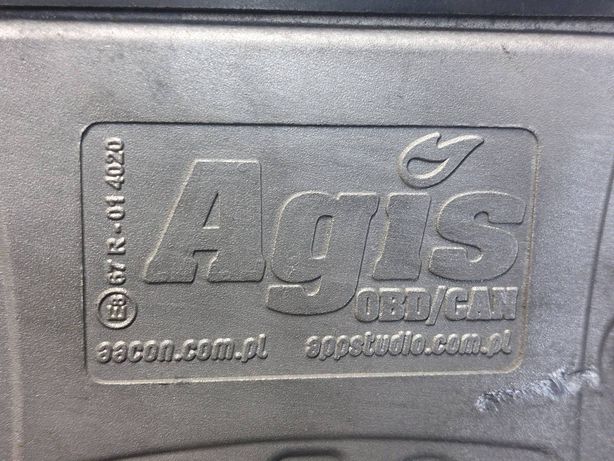 E8 67 R - 01 4020
Agis
OBD/CAN
aacon.com.pl appstudio.com.pl